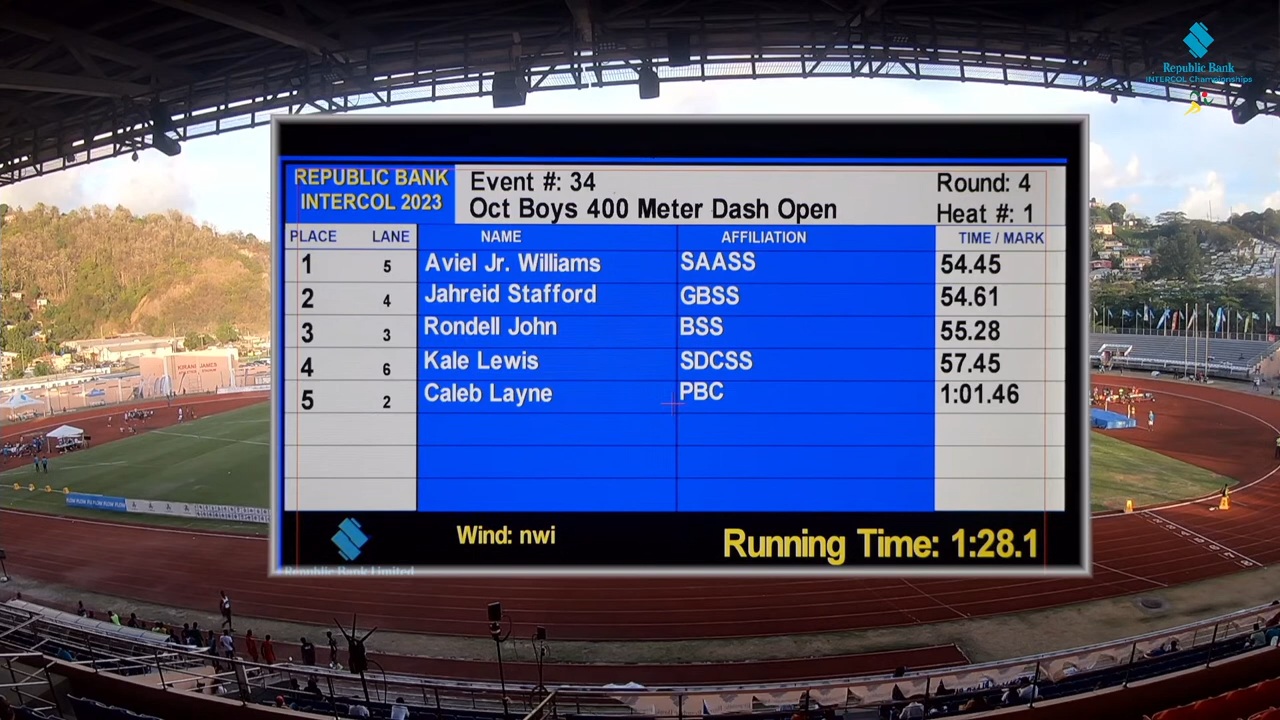 Republic Bank
INTERCOL Championships
REPUBLIC BANK
INTERCOL 2023
Event #: 34
Oct Boys 400 Meter Dash Open
Round: 4
Heat #: 1
PLACE LANE NAME AFFILIATION TIME / MARK
1 5 Aviel Jr. Williams SAASS 54.45
2 4 Jahreid Stafford GBSS 54.61
3 3 Rondell John BSS 55.28
4 6 Kale Lewis SDCSS 57.45
5 2 Caleb Layne PBC 1:01.46
Wind: nwi
Running Time: 1:28.1
Republic Bank Limited
KIRANI JAMES